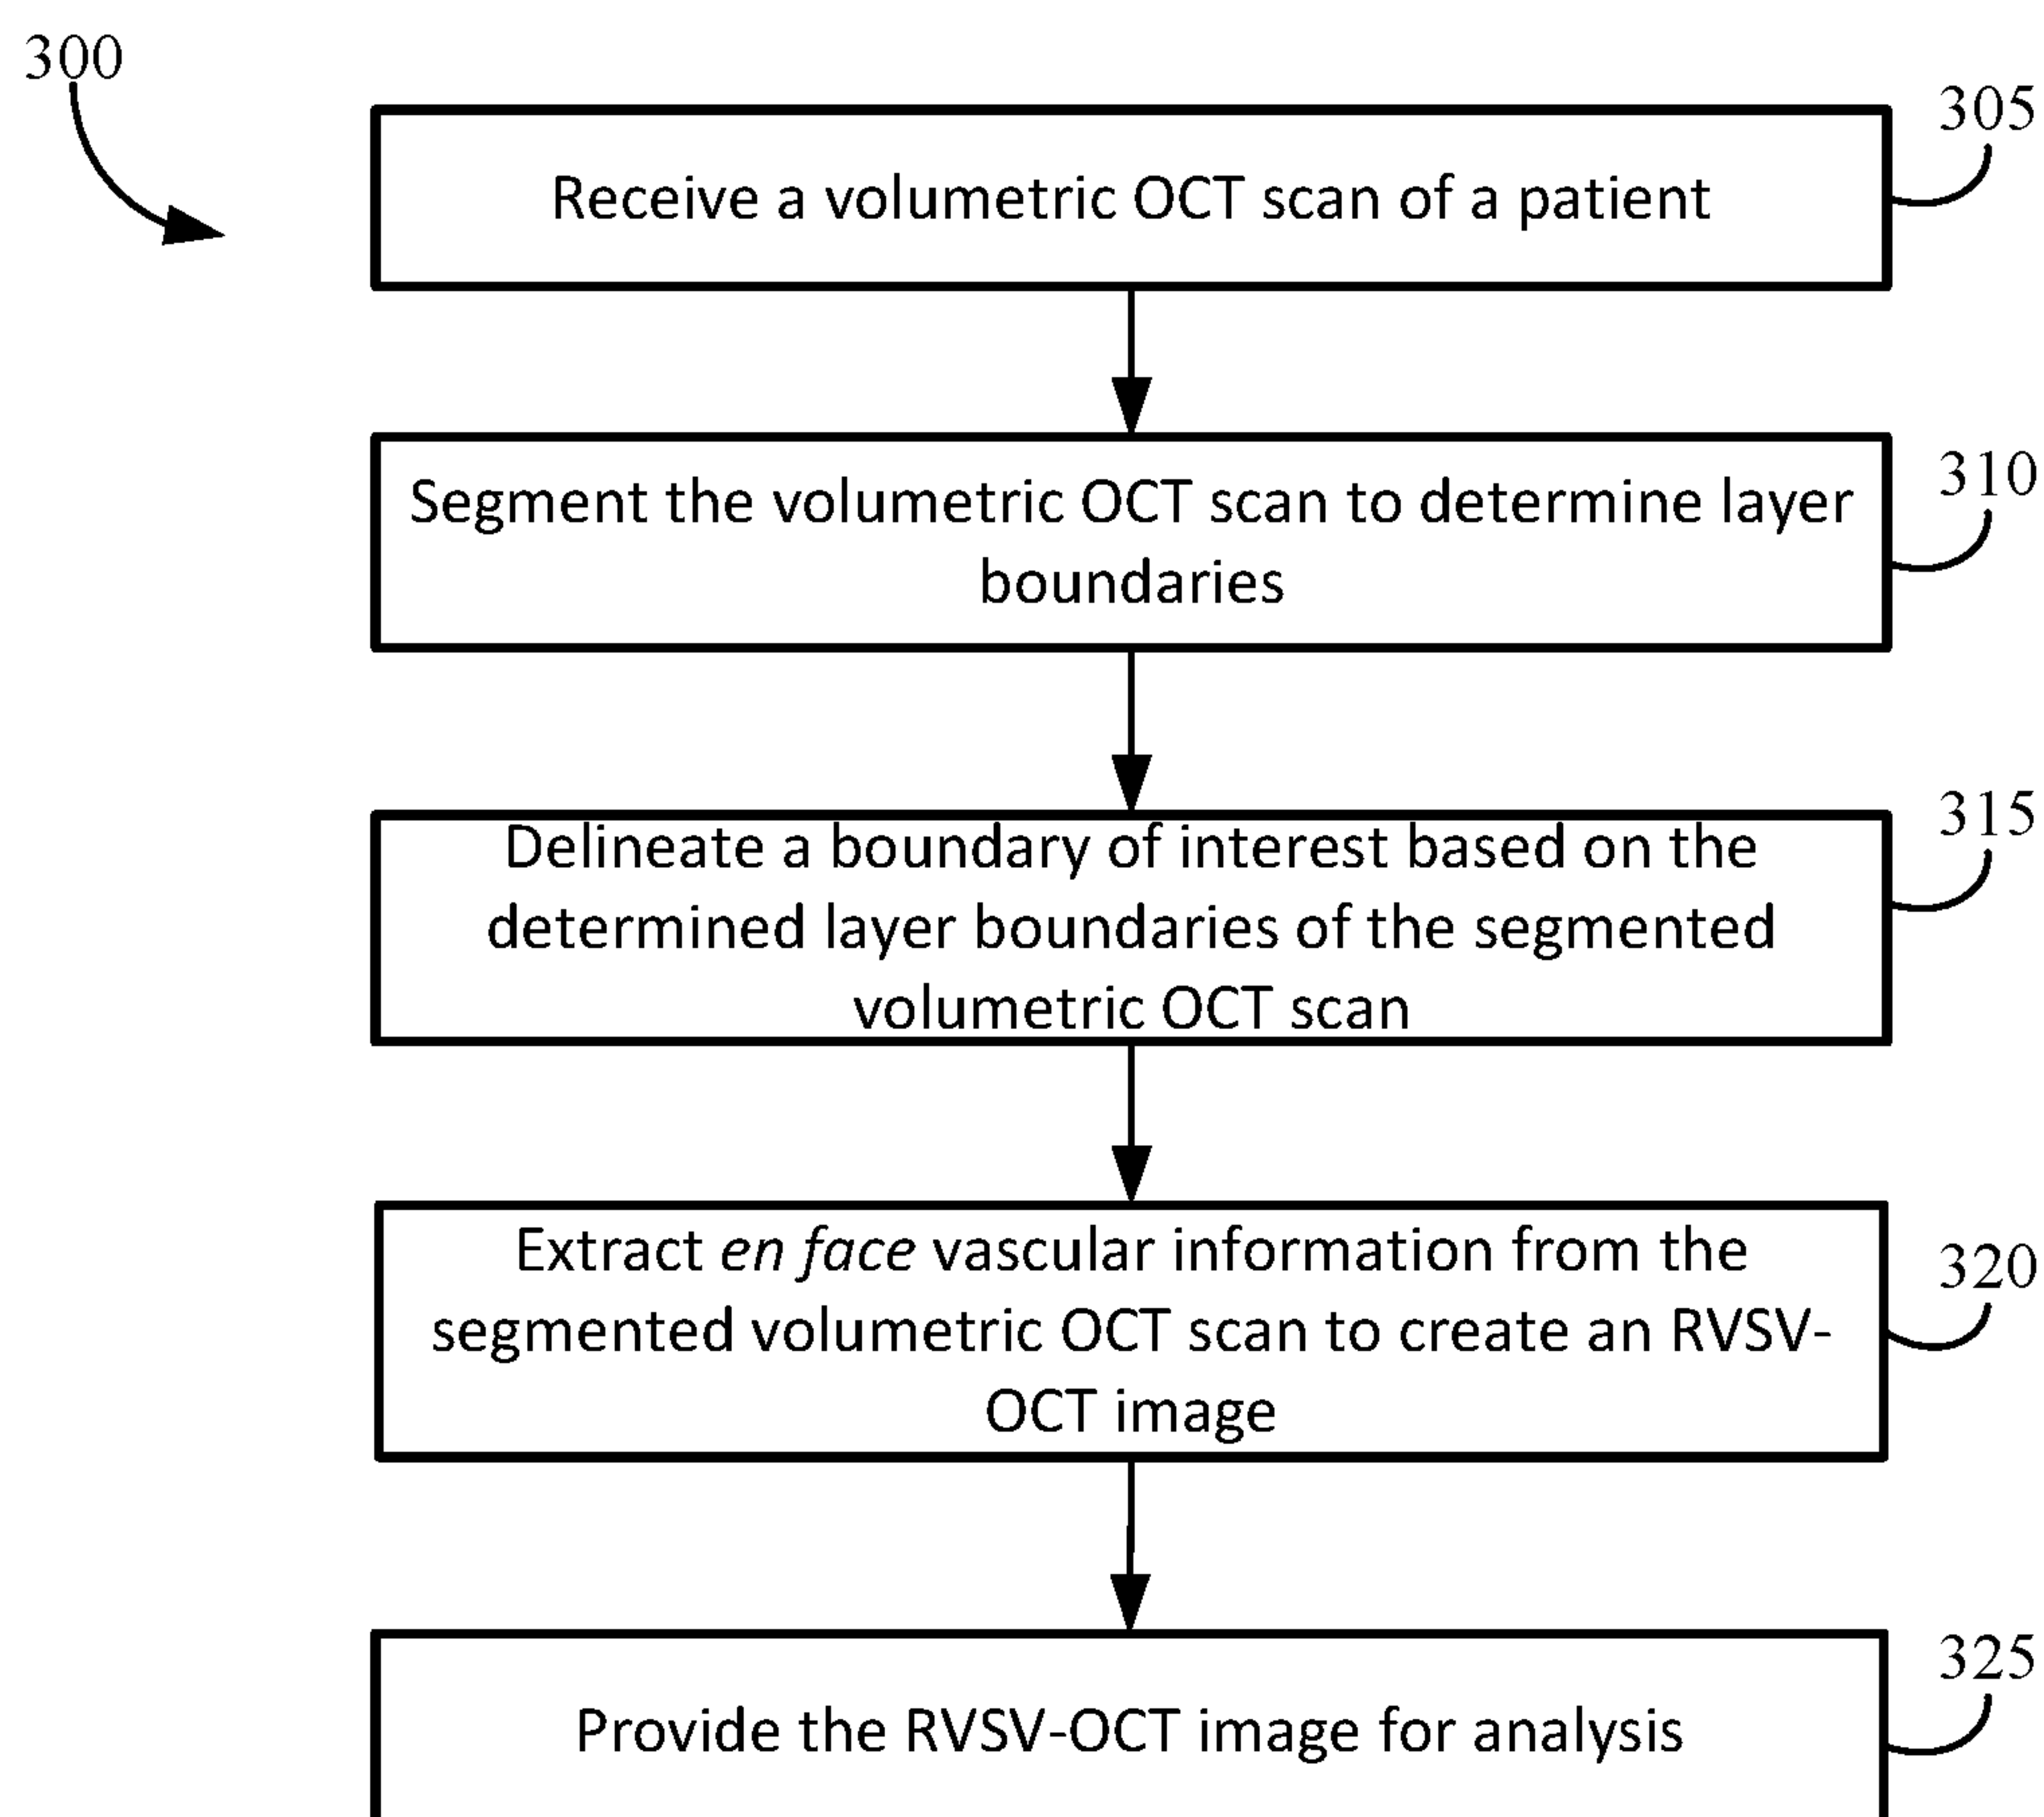 300
305
Receive a volumetric OCT scan of a patient
310
Segment the volumetric OCT scan to determine layer
boundaries
315
Delineate a boundary of interest based on the
determined layer boundaries of the segmented
volumetric OCT scan
320
Extract en face vascular information from the
segmented volumetric OCT scan to create an RVSV-
OCT image
325
Provide the RVSV-OCT image for analysis